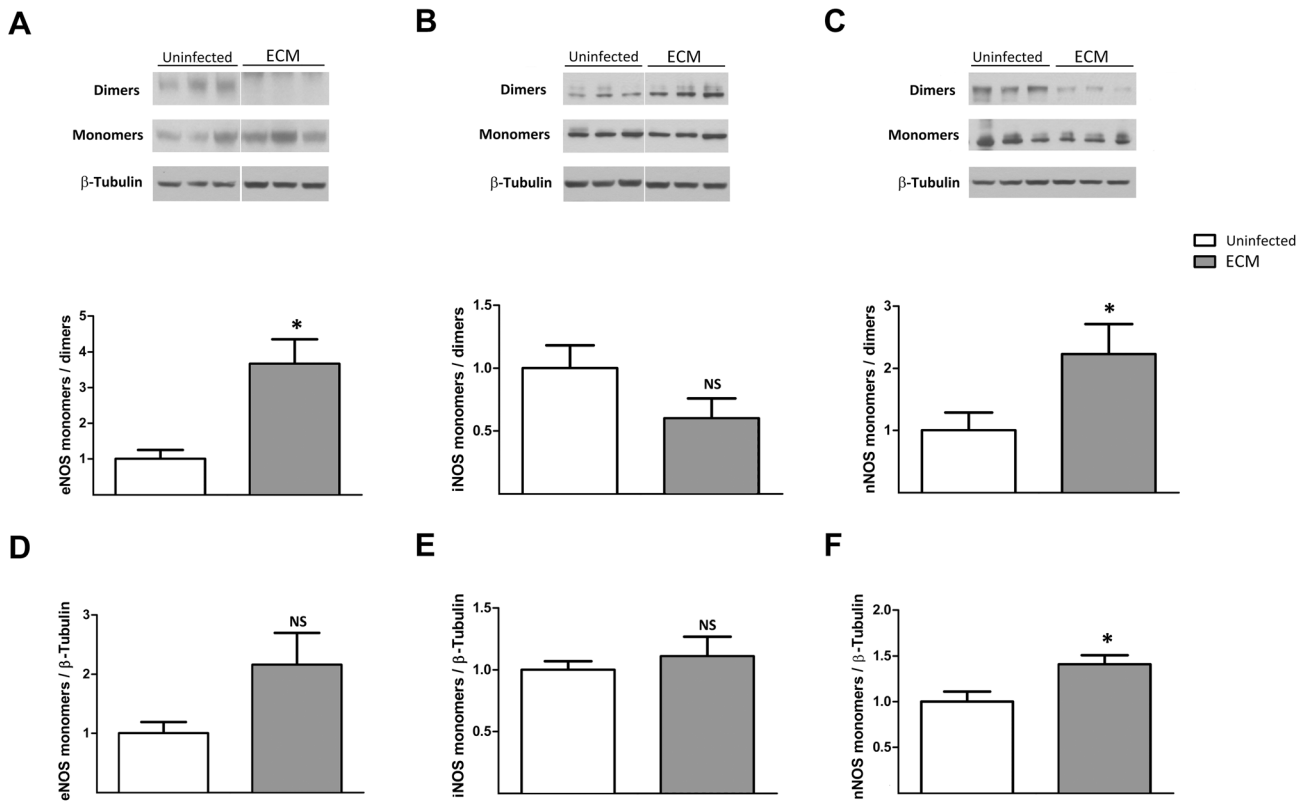 A
Uninfected ECM
Dimers
Monomers
β-Tubulin
B
Uninfected ECM
Dimers
Monomers
β-Tubulin
C
Uninfected ECM
Dimers
Monomers
β-Tubulin
Uninfected
ECM
eNOS monomers / dimers
5
4
3
2
1
*
iNOS monomers / dimers
1.5
1.0
0.5
NS
nNOS monomers / dimers
3
2
1
*
D
eNOS monomers / β-Tubulin
3
2
1
NS
E
iNOS monomers / β-Tubulin
1.5
1.0
0.5
NS
F
nNOS monomers / β-Tubulin
2.0
1.5
1.0
0.5
*